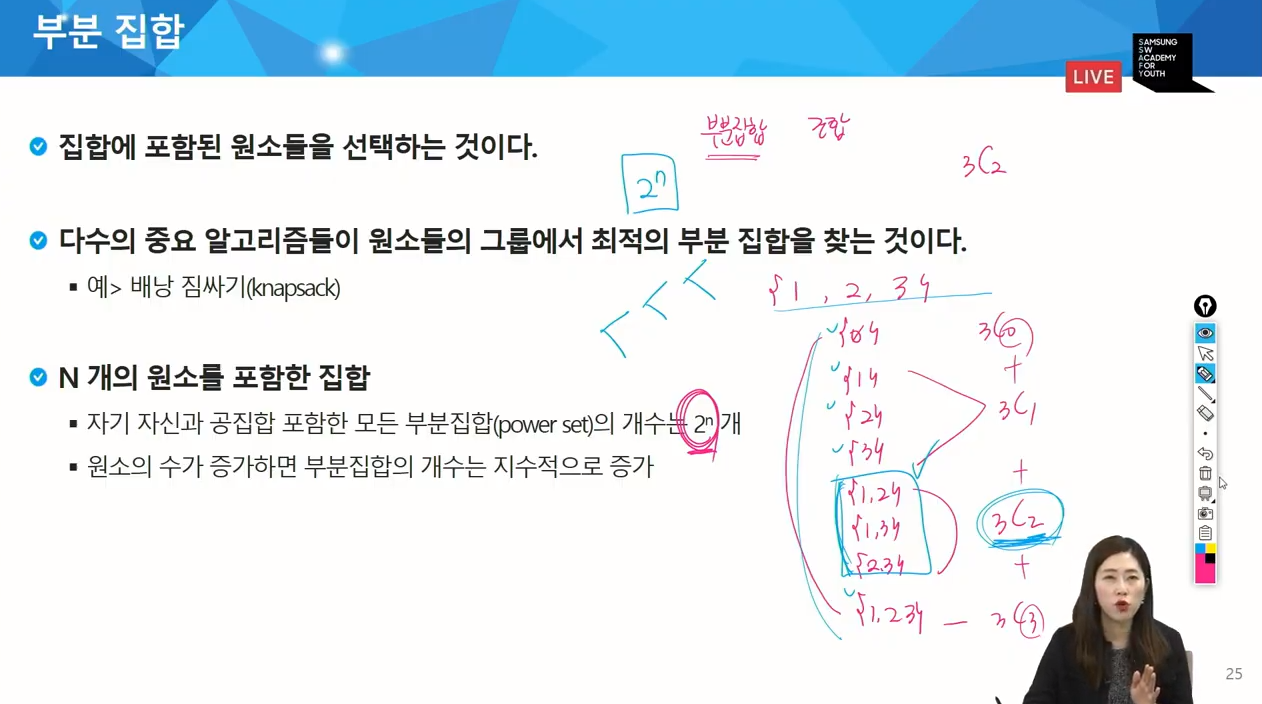 부분 집합
SAMSUNG
SW
ACADEMY
FOR
YOUTH
LIVE
집합에 포함된 원소들을 선택하는 것이다.
부분집합 조합
3C2
2ⁿ
다수의 중요 알고리즘들이 원소들의 그룹에서 최적의 부분 집합을 찾는 것이다.
예> 배낭 짐싸기(knapsack)
{1, 2, 3}
{ø}
3C0
+
{1}
3C1
{2}
{3}
+
{1,2}
{1,3}
3C2
{2,3}
+
{1,2,3} - 3C3
N 개의 원소를 포함한 집합
자기 자신과 공집합 포함한 모든 부분집합(power set)의 개수는 2ⁿ 개
원소의 수가 증가하면 부분집합의 개수는 지수적으로 증가
25